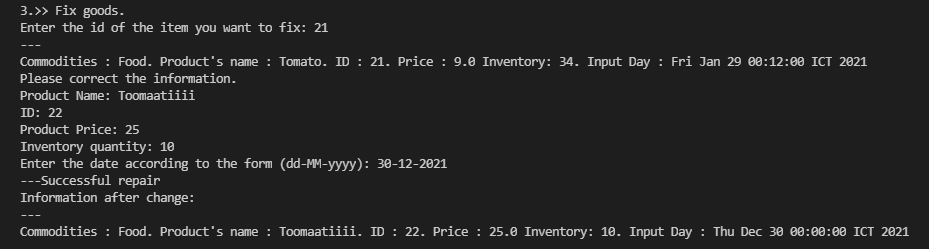 3.>> Fix goods.
Enter the id of the item you want to fix: 21
---
Commodities : Food. Product's name : Tomato. ID : 21. Price : 9.0 Inventory: 34. Input Day : Fri Jan 29 00:12:00 ICT 2021
Please correct the information.
Product Name: Toomaatiiii
ID: 22
Product Price: 25
Inventory quantity: 10
Enter the date according to the form (dd-MM-yyyy): 30-12-2021
---Successful repair
Information after change:
---
Commodities : Food. Product's name : Toomaatiiii. ID : 22. Price : 25.0 Inventory: 10. Input Day : Thu Dec 30 00:00:00 ICT 2021